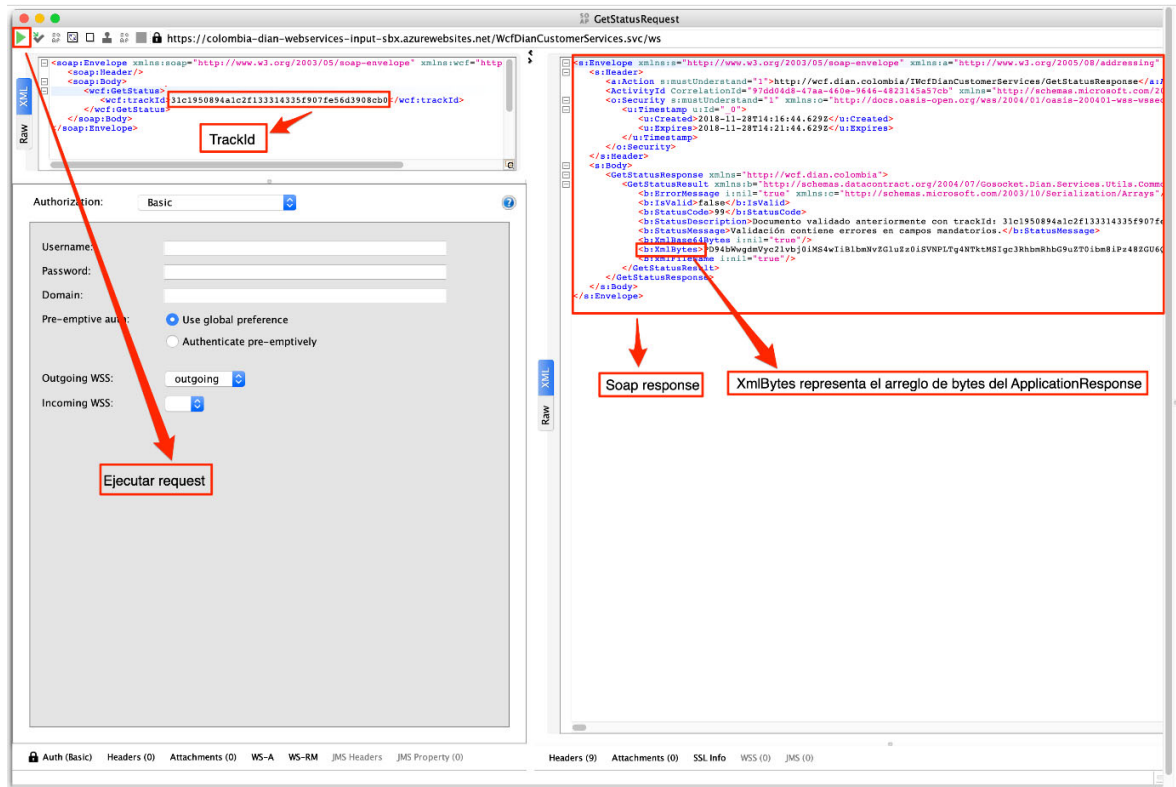 GetStatusRequest
https://colombia-dian-webservices-input-sbx.azurewebsites.net/WcfDianCustomerServices.svc/ws
XML
Raw
<soap:Envelope xmlns:soap="http://www.w3.org/2003/05/soap-envelope" xmlns:wcf="http
<soap:Header/>
<soap:Body>
<wcf:GetStatus>
<wcf:trackId>31c1950894a1c2f133314335f907fe56d3908cb0</wcf:trackId>
</wcf:GetStatus>
</soap:Body>
</soap:Envelope>
TrackId
Authorization: Basic
Username:
Password:
Domain:
Pre-emptive auth: Use global preference
Authenticate pre-emptively
Outgoing WSS: outgoing
Incoming WSS:
Ejecutar request
Auth (Basic) Headers (0) Attachments (0) WS-A WS-RM JMS Headers JMS Property (0)
XML
Raw
<s:Envelope xmlns:s="http://www.w3.org/2003/05/soap-envelope" xmlns:a="http://www.w3.org/2005/08/addressing"
<s:Header>
<a:Action s:mustUnderstand="1">http://wcf.dian.colombia/IWcfDianCustomerServices/GetStatusResponse</a:A
<ActivityId CorrelationId="97dd04d8-47aa-460e-9646-4823145a57cb" xmlns="http://schemas.microsoft.com/20
<o:Security s:mustUnderstand="1" xmlns:o="http://docs.oasis-open.org/wss/2004/01/oasis-200401-wss-wssec
<u:Timestamp u:Id="_0">
<u:Created>2018-11-28T14:16:44.629Z</u:Created>
<u:Expires>2018-11-28T14:21:44.629Z</u:Expires>
</u:Timestamp>
</o:Security>
</s:Header>
<s:Body>
<GetStatusResponse xmlns="http://wcf.dian.colombia">
<GetStatusResult xmlns:b="http://schemas.datacontract.org/2004/07/Gosocket.Dian.Services.Utils.Commo
<b:ErrorMessage i:nil="true" xmlns:c="http://schemas.microsoft.com/2003/10/Serialization/Arrays"/
<b:IsValid>false</b:IsValid>
<b:StatusCode>99</b:StatusCode>
<b:StatusDescription>Documento validado anteriormente con trackId: 31c1950894a1c2f133314335f907fe
<b:StatusMessage>Validación contiene errores en campos mandatorios.</b:StatusMessage>
<b:XmlBase64Bytes i:nil="true"/>
<b:XmlBytes>
<b:XmlFileName i:nil="true"/>
</GetStatusResult>
</GetStatusResponse>
</s:Body>
</s:Envelope>
Soap response
XmlBytes representa el arreglo de bytes del ApplicationResponse
Headers (9) Attachments (0) SSL Info WSS (0) JMS (0)